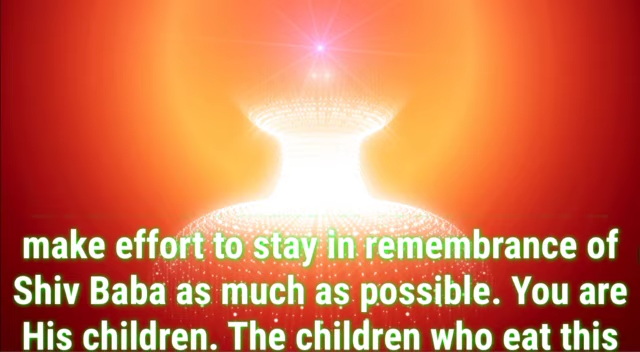 make effort to stay in remembrance of
Shiv Baba as much as possible. You are
His children. The children who eat this